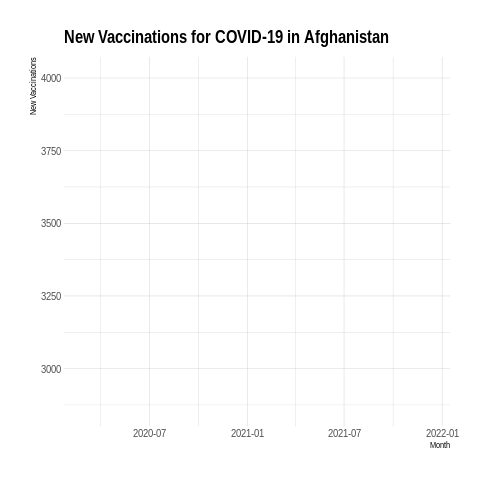 New Vaccinations for COVID-19 in Afghanistan
New Vaccinations
4000
3750
3500
3250
3000
2020-07 2021-01 2021-07 2022-01
Month